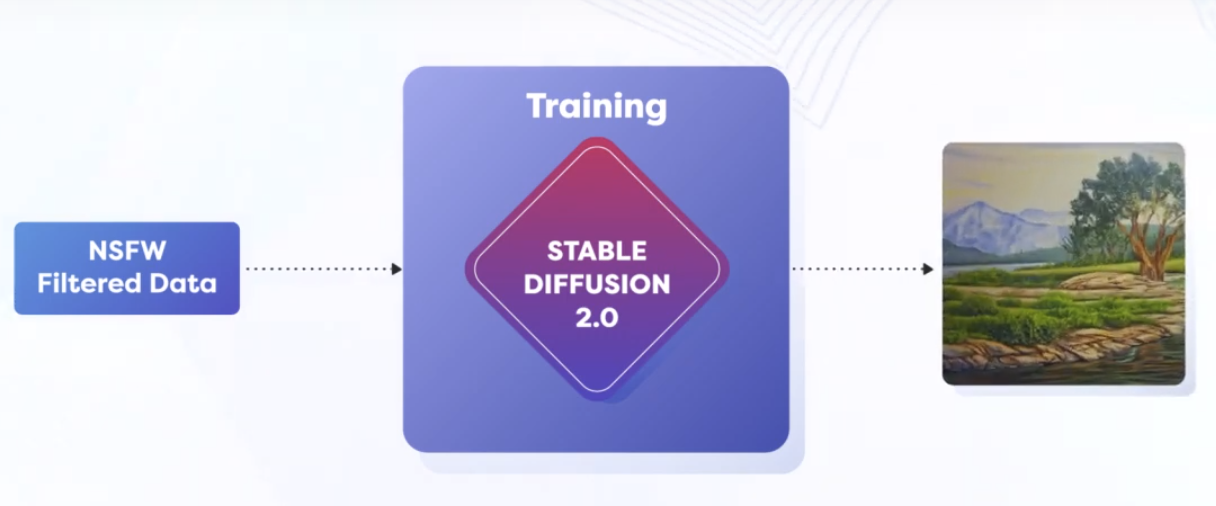 Training
NSFW
Filtered Data
STABLE
DIFFUSION
2.0